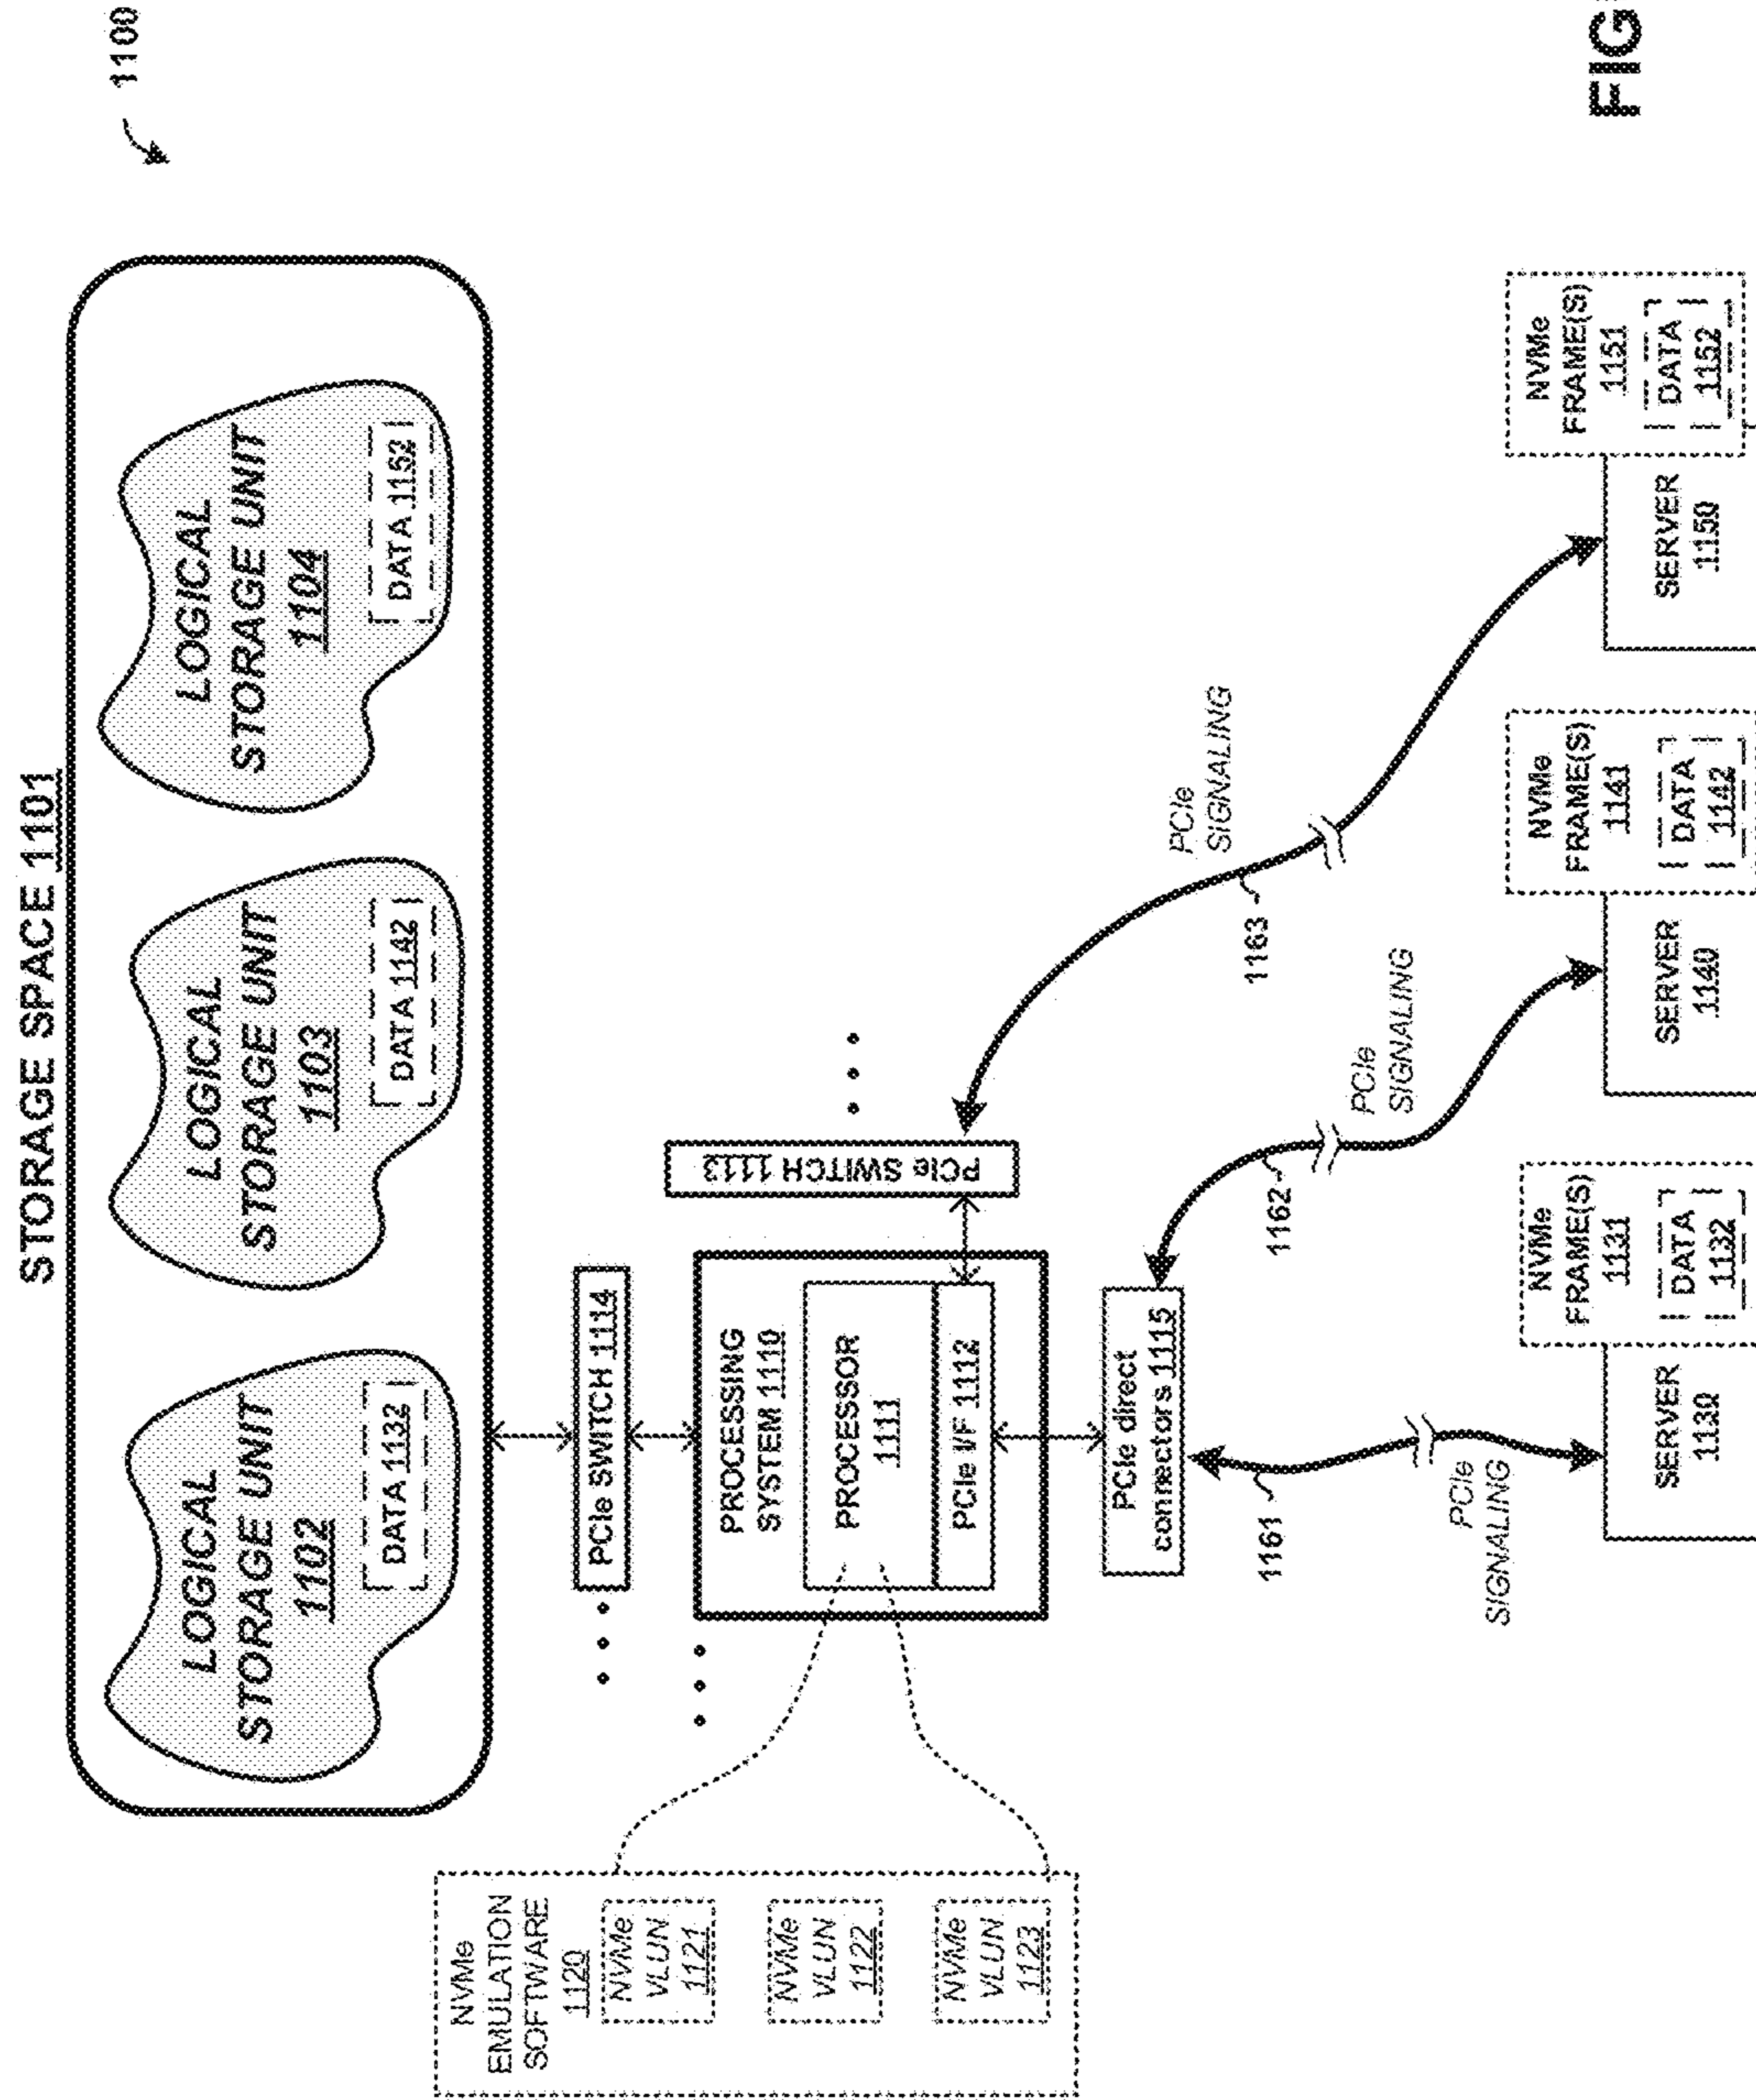 1100
STORAGE SPACE 1101
LOGICAL
STORAGE UNIT
1102
DATA 1132
LOGICAL
STORAGE UNIT
1103
DATA 1142
LOGICAL
STORAGE UNIT
1104
DATA 1152
PCIe SWITCH 1114
PROCESSING
SYSTEM 1110
PROCESSOR
1111
PCIe I/F 1112
PCIe SWITCH 1113
NVMe
EMULATION
SOFTWARE
1120
NVMe
VLUN
1121
NVMe
VLUN
1122
NVMe
VLUN
1123
PCIe direct
connectors 1115
1161
PCIe
SIGNALING
1162
PCIe
SIGNALING
1163
PCIe
SIGNALING
SERVER
1130
NVMe
FRAME(S)
1131
DATA
1132
SERVER
1140
NVMe
FRAME(S)
1141
DATA
1142
SERVER
1150
NVMe
FRAME(S)
1151
DATA
1152
FIG